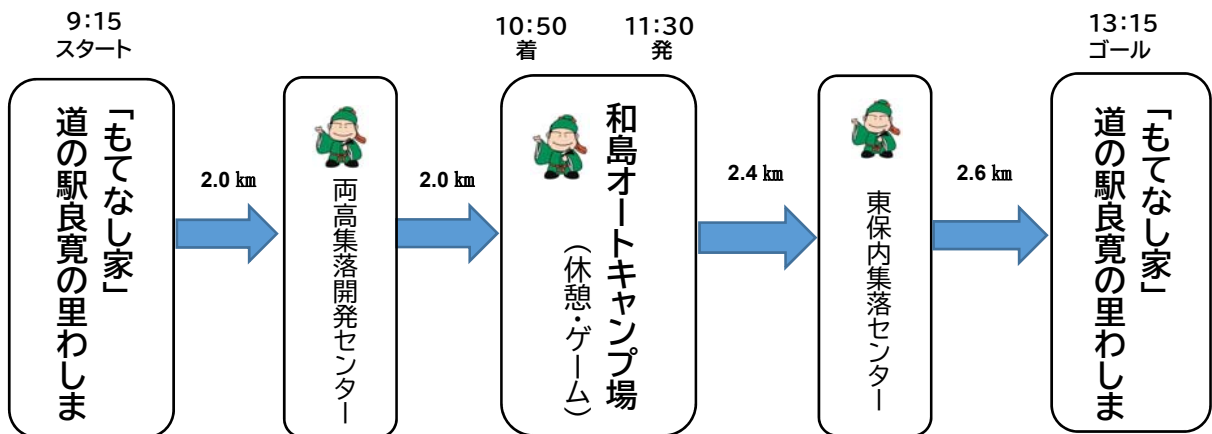 9:15
スタート
10:50
着
11:30
発
13:15
ゴール
「もてなし家」
道の駅良寛の里わしま
2.0 ㎞
両高集落開発センター
2.0 ㎞
和島オートキャンプ場
(休憩・ゲーム)
2.4 ㎞
東保内集落センター
2.6 ㎞
「もてなし家」
道の駅良寛の里わしま